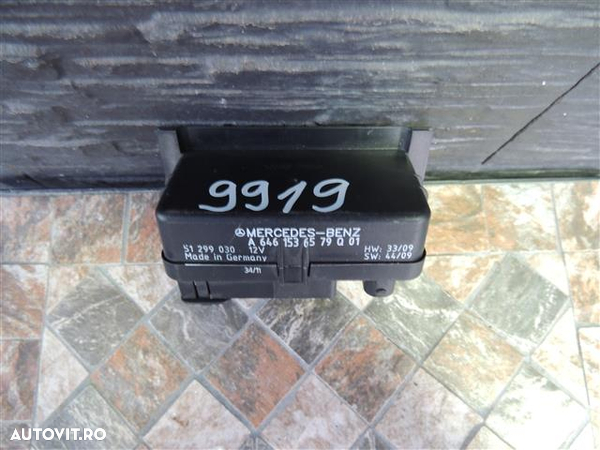 9919
MERCEDES-BENZ
A 646 153 65 79 Q 01
51 299 030 12V
HW: 33/09
Made in Germany
SW: 44/09
34/11
AUTOVIT.RO